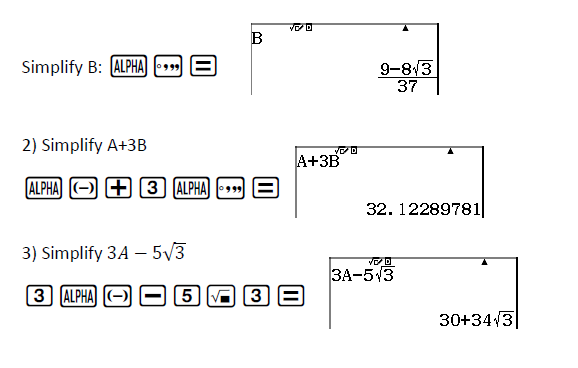 B
Simplify B: ALPHA °,,, =
9−8√3
37
2) Simplify A+3B
A+3B
ALPHA (−) + 3 ALPHA °,,, =
32.12289781
3) Simplify 3A − 5√3
3A−5√3
3 ALPHA (−) − 5 √■ 3 =
30+34√3